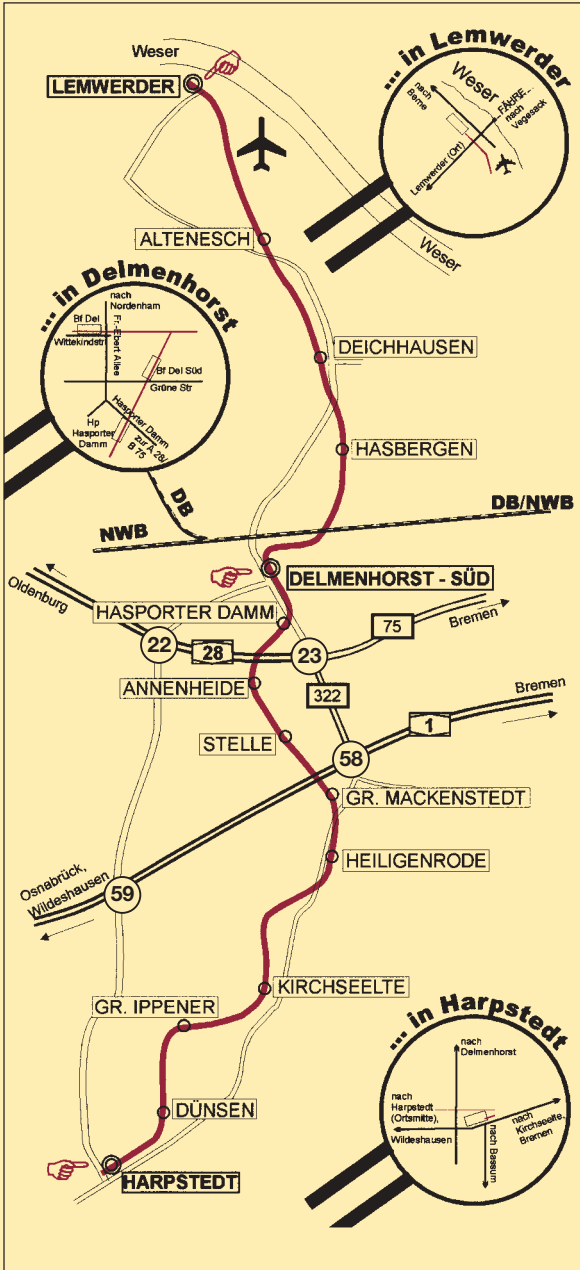 Weser
LEMWERDER
... in Lemwerder
Weser
nach
Berne
FÄHRE
nach
Vegesack
Lemwerder (Ort)
Weser
ALTENESCH
... in Delmenhorst
nach
Nordenham
Bf Del
Wittekindstr
Fr.-Ebert Allee
Bf Del Süd
Grüne Str
Hasporter Damm
zur A 28/
B 75
Hp
Hasporter
Damm
DEICHHAUSEN
HASBERGEN
DB
NWB
DB/NWB
DELMENHORST - SÜD
Oldenburg
HASPORTER DAMM
75
Bremen
22
28
23
ANNENHEIDE
322
Bremen
1
STELLE
58
GR. MACKENSTEDT
HEILIGENRODE
Osnabrück,
Wildeshausen
59
KIRCHSEELTE
GR. IPPENER
... in Harpstedt
nach
Delmenhorst
nach
Harpstedt
(Ortsmitte),
Wildeshausen
nach
Kirchseelte,
Bremen
nach Bassum
DÜNSEN
HARPSTEDT